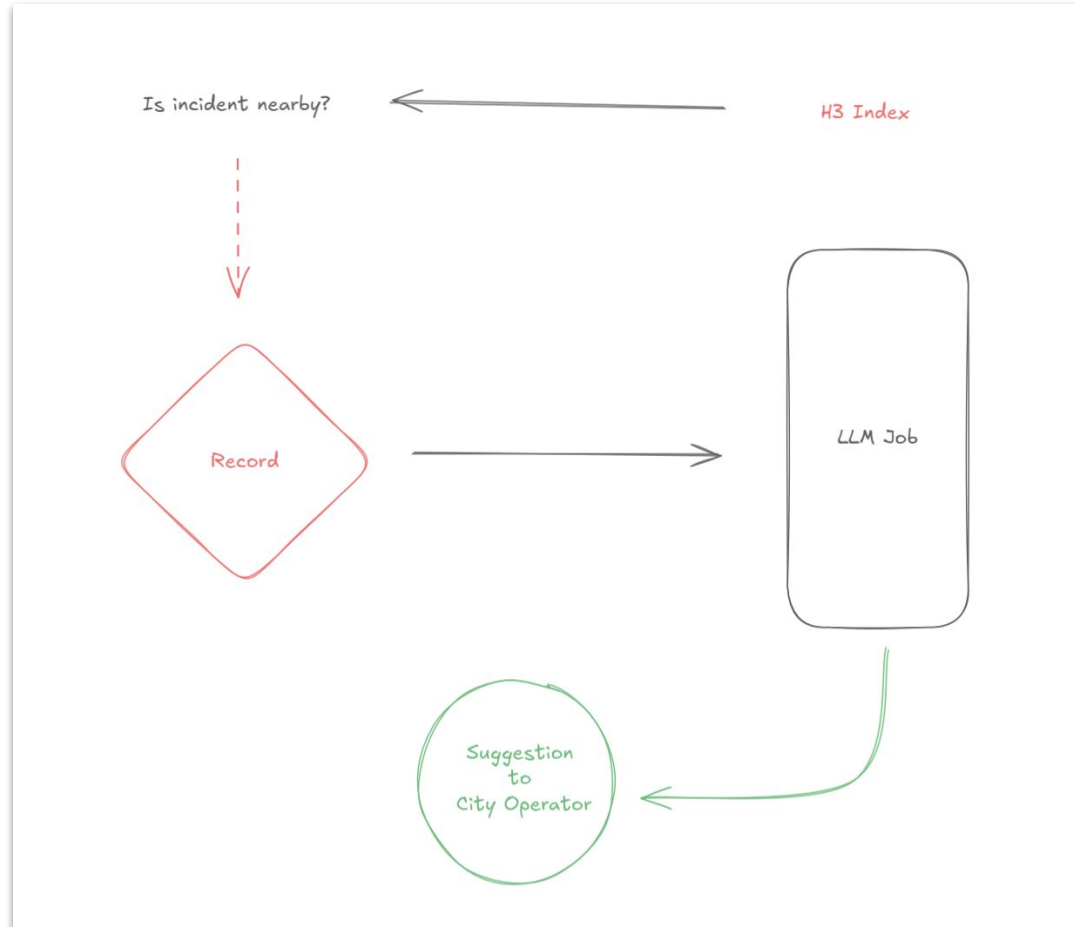 Is incident nearby?
H3 Index
Record
LLM Job
Suggestion
to
City Operator